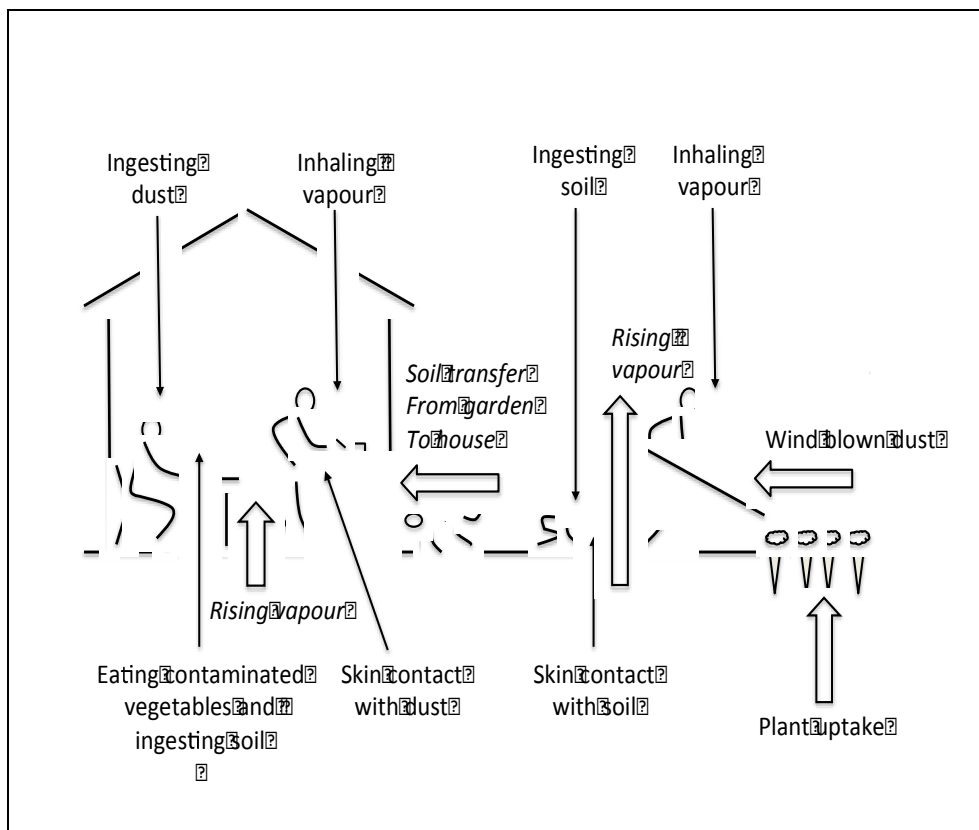 Ingesting
dust
Inhaling
vapour
Ingesting
soil
Inhaling
vapour
Rising
vapour
Soil transfer
From garden
To house
Wind blown dust
Rising vapour
Eating contaminated
vegetables and
ingesting soil
Skin contact
with dust
Skin contact
with soil
Plant uptake